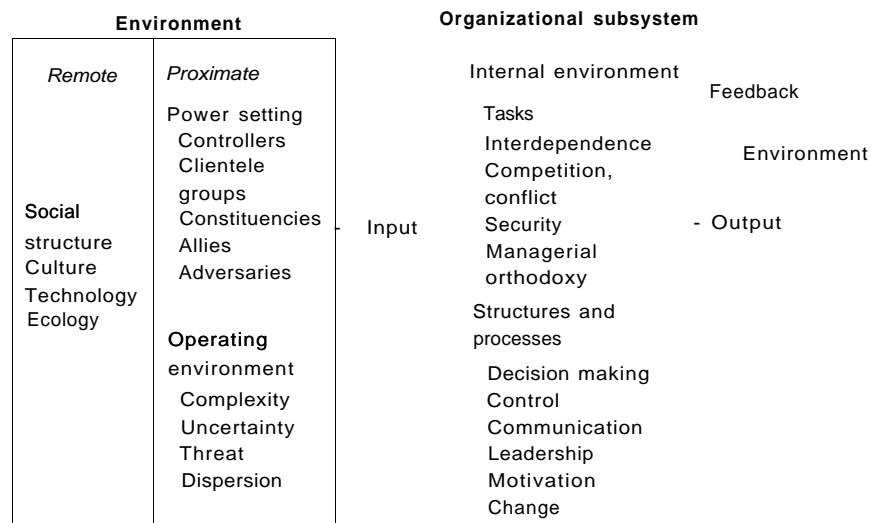 Environment
Remote
Social
structure
Culture
Technology
Ecology
Proximate
Power setting
Controllers
Clientele
groups
Constituencies
Allies
Adversaries
Operating
environment
Complexity
Uncertainty
Threat
Dispersion
- Input
Organizational subsystem
Internal environment
Tasks
Interdependence
Competition,
conflict
Security
Managerial
orthodoxy
Structures and
processes
Decision making
Control
Communication
Leadership
Motivation
Change
Feedback
Environment
- Output